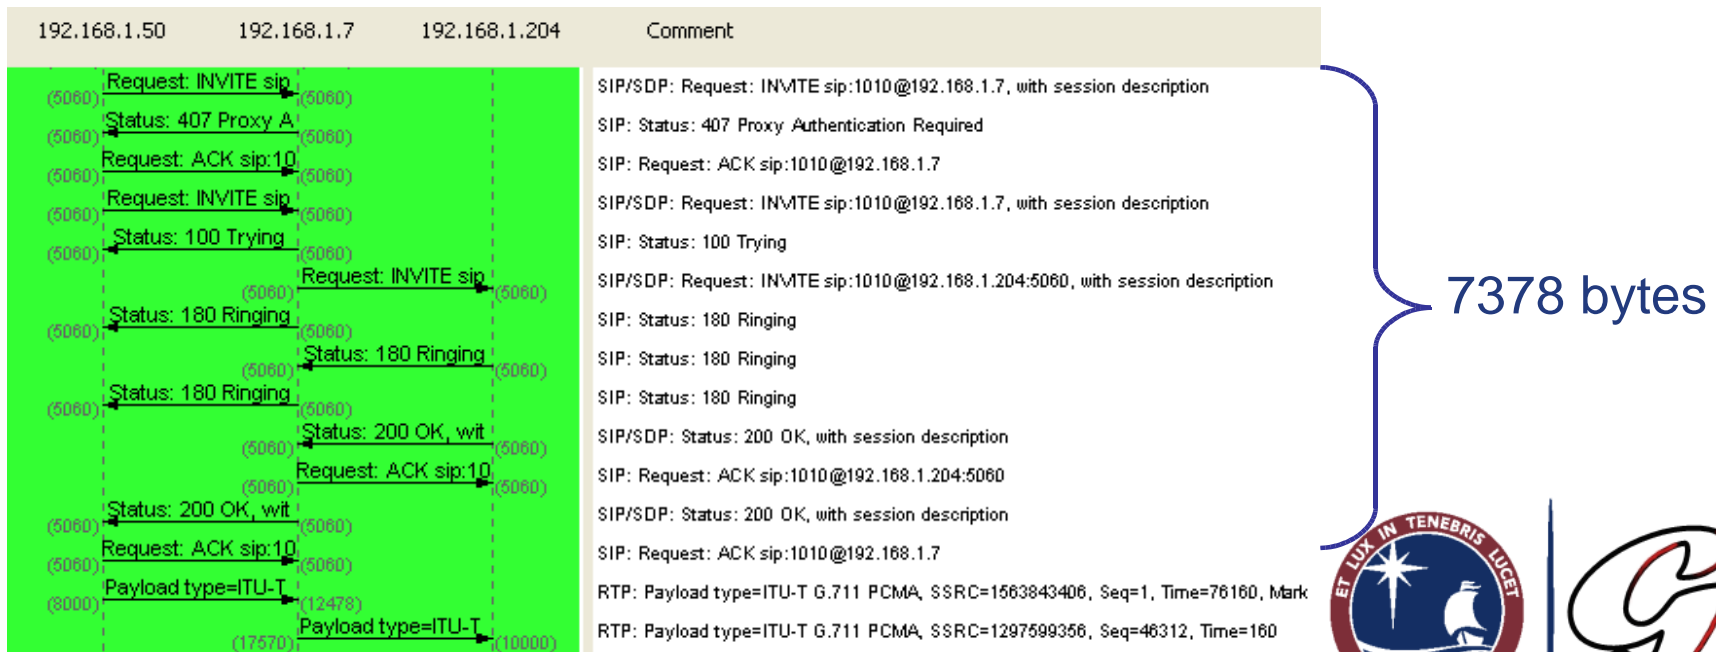 192.168.1.50 192.168.1.7 192.168.1.204 Comment
Request: INVITE sip SIP/SDP: Request: INVITE sip:1010@192.168.1.7, with session description
(5060) (5060)
Status: 407 Proxy A SIP: Status: 407 Proxy Authentication Required
(5060) (5060)
Request: ACK sip:10 SIP: Request: ACK sip:1010@192.168.1.7
(5060) (5060)
Request: INVITE sip SIP/SDP: Request: INVITE sip:1010@192.168.1.7, with session description
(5060) (5060)
Status: 100 Trying SIP: Status: 100 Trying
(5060) (5060)
Request: INVITE sip SIP/SDP: Request: INVITE sip:1010@192.168.1.204:5060, with session description
(5060) (5060)
7378 bytes
Status: 180 Ringing SIP: Status: 180 Ringing
(5060) (5060)
Status: 180 Ringing SIP: Status: 180 Ringing
(5060) (5060)
Status: 180 Ringing SIP: Status: 180 Ringing
(5060) (5060)
Status: 200 OK, wit SIP/SDP: Status: 200 OK, with session description
(5060) (5060)
Request: ACK sip:10 SIP: Request: ACK sip:1010@192.168.1.204:5060
(5060) (5060)
Status: 200 OK, wit SIP/SDP: Status: 200 OK, with session description
(5060) (5060)
Request: ACK sip:10 SIP: Request: ACK sip:1010@192.168.1.7
(5060) (5060)
Payload type=ITU-T RTP: Payload type=ITU-T G.711 PCMA, SSRC=1563843406, Seq=1, Time=76160, Mark
(8000) (12478)
Payload type=ITU-T RTP: Payload type=ITU-T G.711 PCMA, SSRC=1297599356, Seq=46312, Time=160
(17570) (10000)
ET LUX IN TENEBRIS LUCET